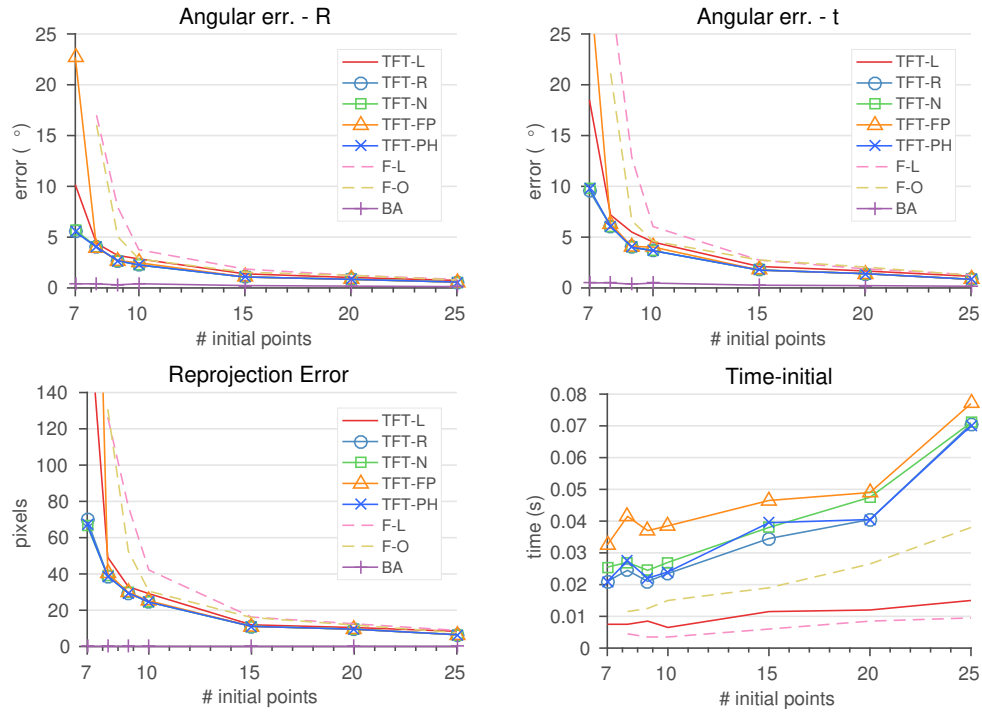 Angular err. - R
25
20
15
10
5
0
error ( °)
7
10
15
20
25
# initial points
TFT-L
TFT-R
TFT-N
TFT-FP
TFT-PH
F-L
F-O
BA
Angular err. - t
25
20
15
10
5
0
error ( °)
7
10
15
20
25
# initial points
TFT-L
TFT-R
TFT-N
TFT-FP
TFT-PH
F-L
F-O
BA
Reprojection Error
140
120
100
80
60
40
20
0
pixels
7
10
15
20
25
# initial points
TFT-L
TFT-R
TFT-N
TFT-FP
TFT-PH
F-L
F-O
BA
Time-initial
0.08
0.07
0.06
0.05
0.04
0.03
0.02
0.01
0
time (s)
7
10
15
20
25
# initial points